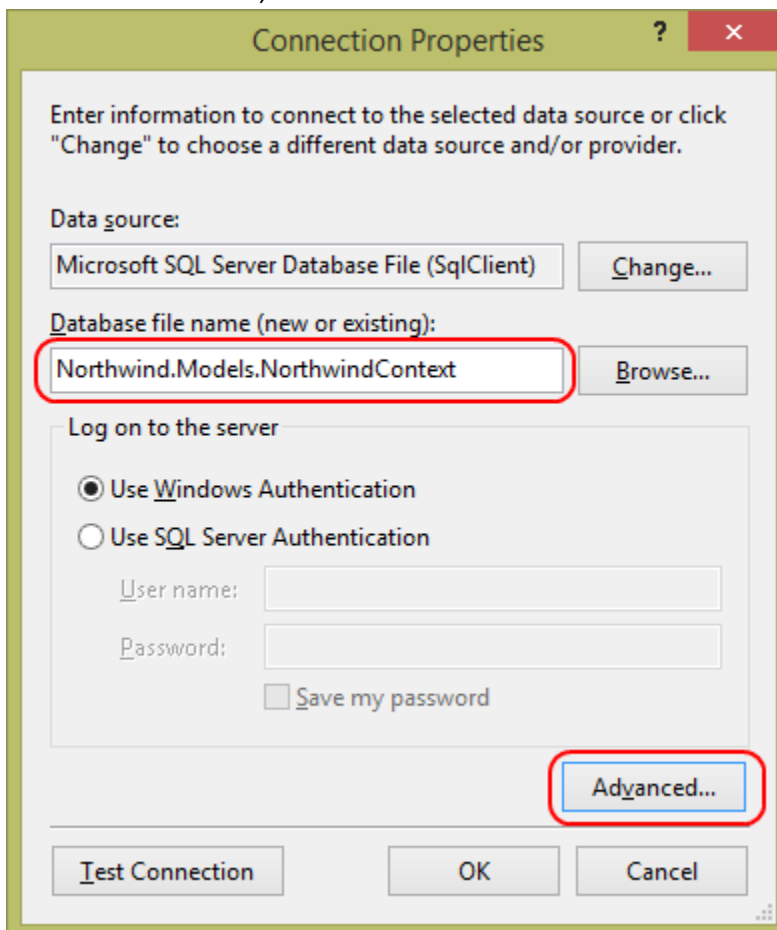 Connection Properties
?
×
Enter information to connect to the selected data source or click
"Change" to choose a different data source and/or provider.
Data source:
Microsoft SQL Server Database File (SqlClient)
Change...
Database file name (new or existing):
Northwind.Models.NorthwindContext
Browse...
Log on to the server
Use Windows Authentication
Use SQL Server Authentication
User name:
Password:
Save my password
Advanced...
Test Connection
OK
Cancel